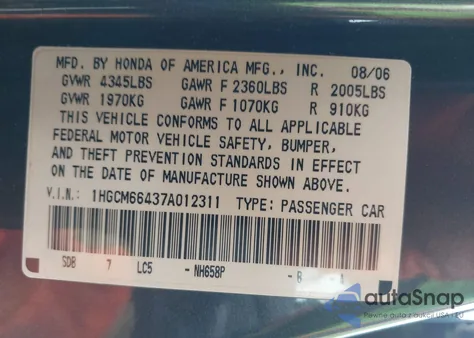 MFD. BY HONDA OF AMERICA MFG., INC. 08/06
GVWR 4345LBS GAWR F 2360LBS R 2005LBS
GVWR 1970KG GAWR F 1070KG R 910KG
THIS VEHICLE CONFORMS TO ALL APPLICABLE
FEDERAL MOTOR VEHICLE SAFETY, BUMPER,
AND THEFT PREVENTION STANDARDS IN EFFECT
ON DATE OF MANUFACTURE SHOWN ABOVE.
V.I.N.: 1HGCM66437A012311 TYPE: PASSENGER CAR
SDB 7 LC5 -NH658P -B A
autoSnap